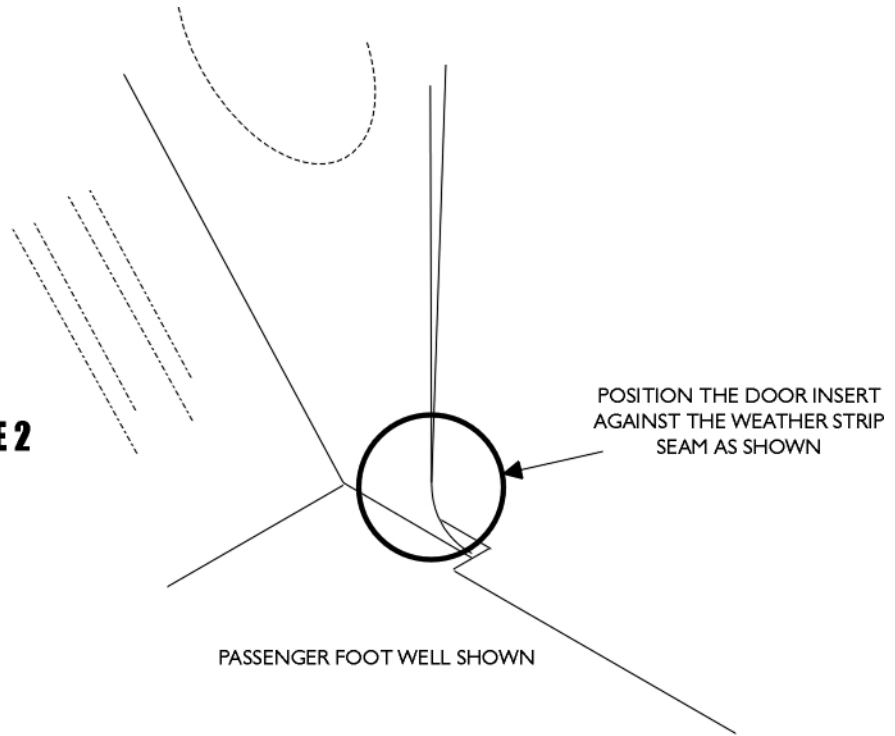 POSITION THE DOOR INSERT
AGAINST THE WEATHER STRIP
SEAM AS SHOWN
E 2
PASSENGER FOOT WELL SHOWN